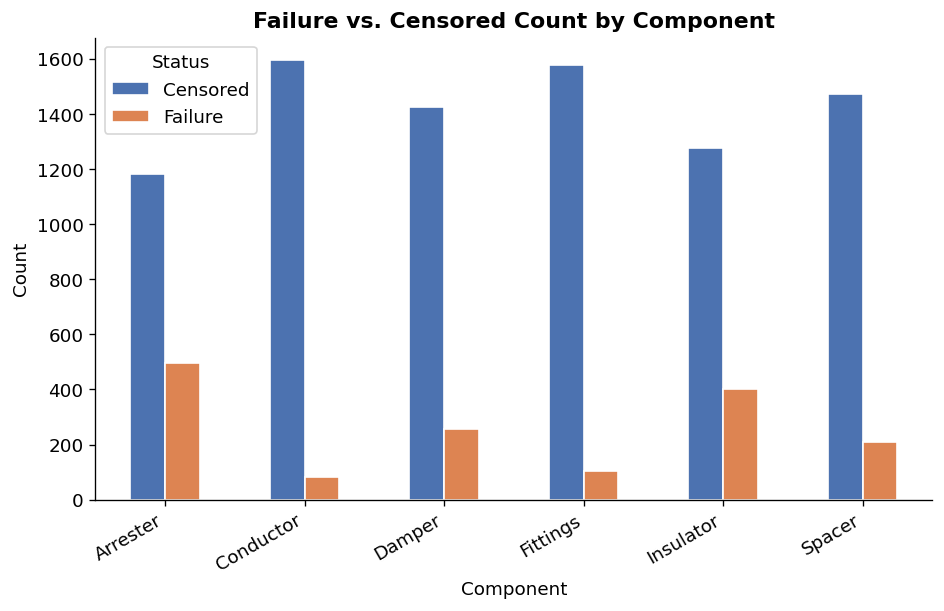 Failure vs. Censored Count by Component
Status
Censored
Failure
Count
1600
1400
1200
1000
800
600
400
200
0
Arrester
Conductor
Damper
Fittings
Insulator
Spacer
Component